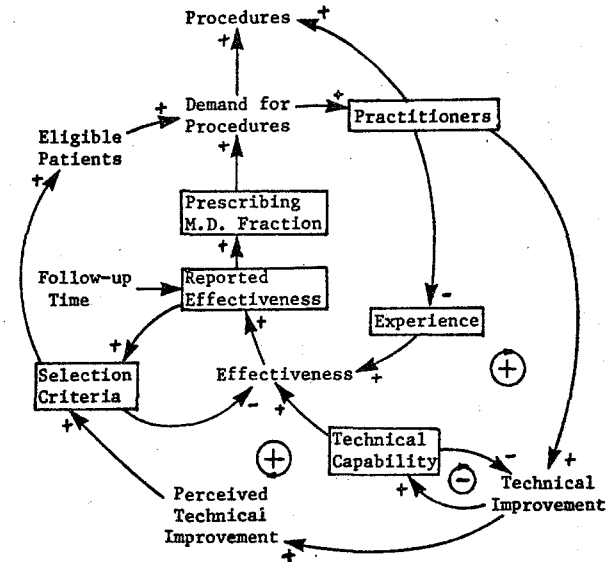 Procedures
+
+
Demand for
Procedures
+
+
+
Practitioners
Eligible
Patients
+
Prescribing
M.D. Fraction
+
Follow-up
Time
Reported
Effectiveness
+
-
Experience
+
Selection
Criteria
+
Effectiveness
-
+
+
+
Technical
Capability
+
-
-
+
+
Technical
Improvement
Perceived
Technical
Improvement
+